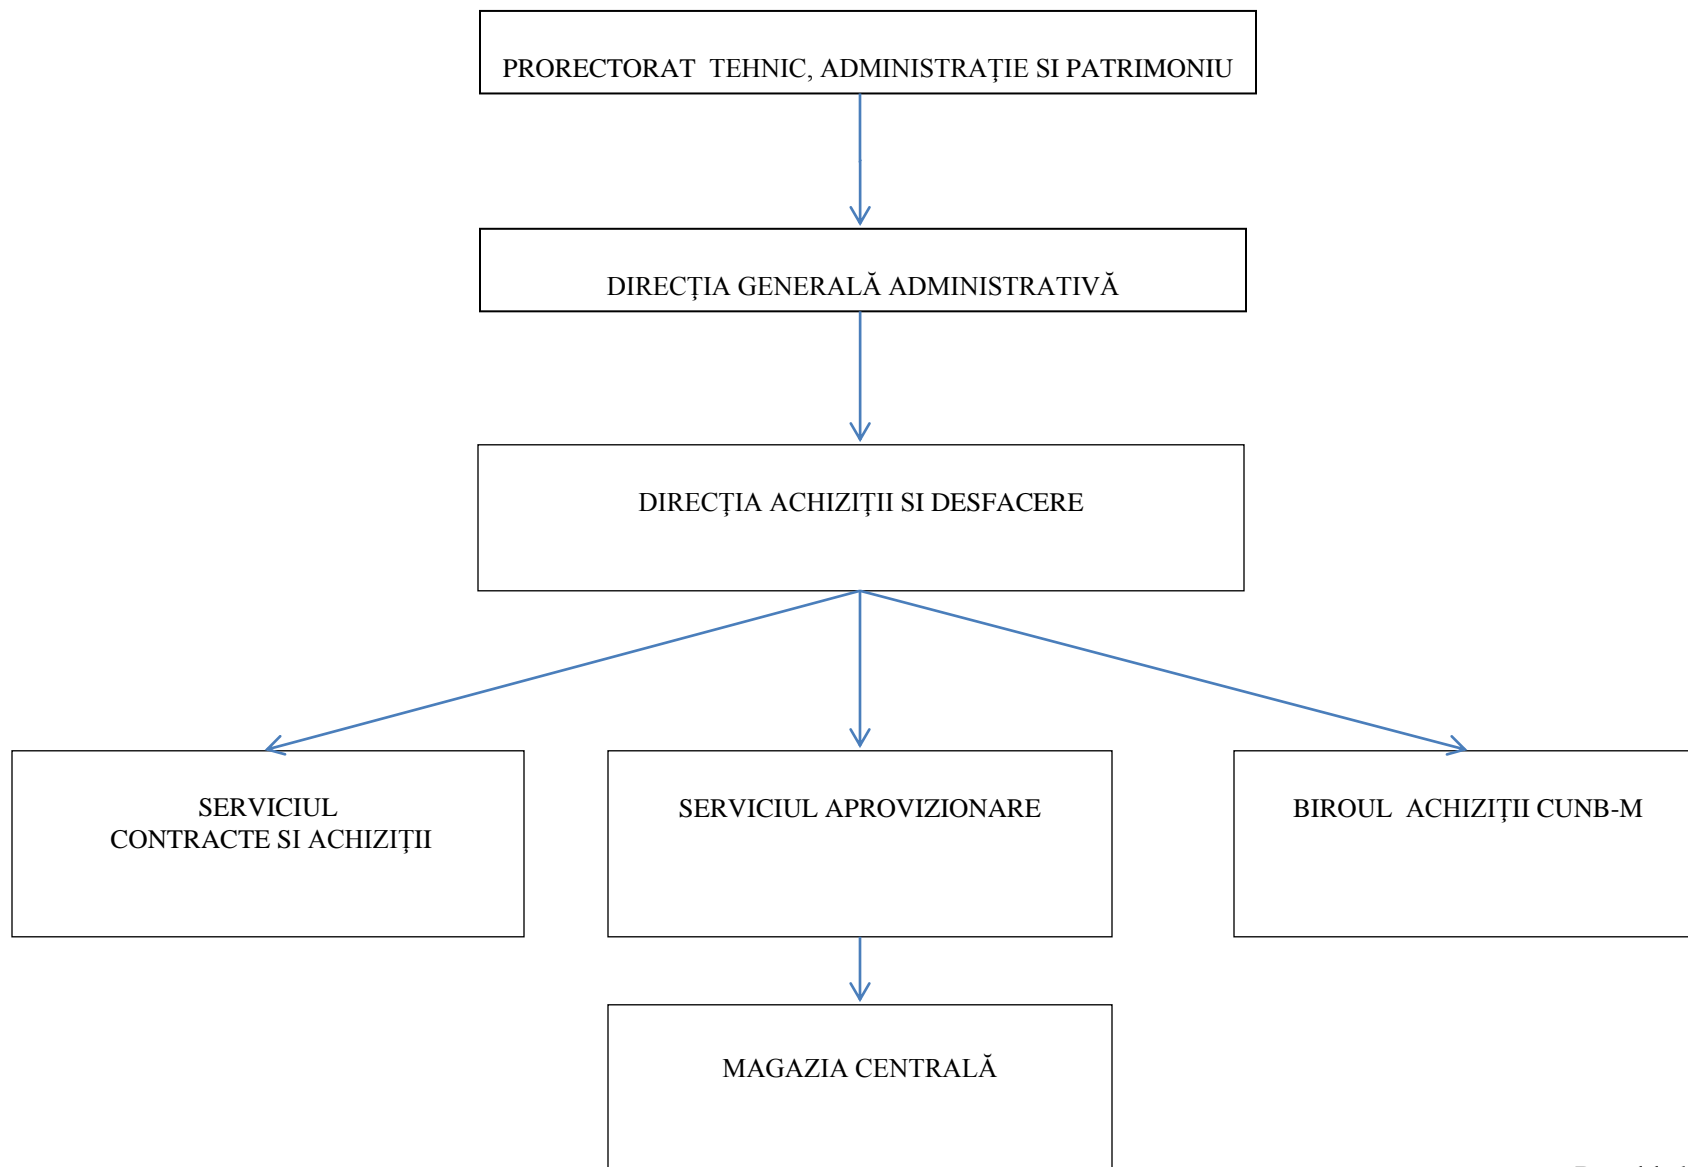 PRORECTORAT TEHNIC, ADMINISTRAŢIE SI PATRIMONIU
DIRECŢIA GENERALĂ ADMINISTRATIVĂ
DIRECŢIA ACHIZIŢII SI DESFACERE
SERVICIUL
CONTRACTE SI ACHIZIŢII
SERVICIUL APROVIZIONARE
BIROUL ACHIZIŢII CUNB-M
MAGAZIA CENTRALĂ